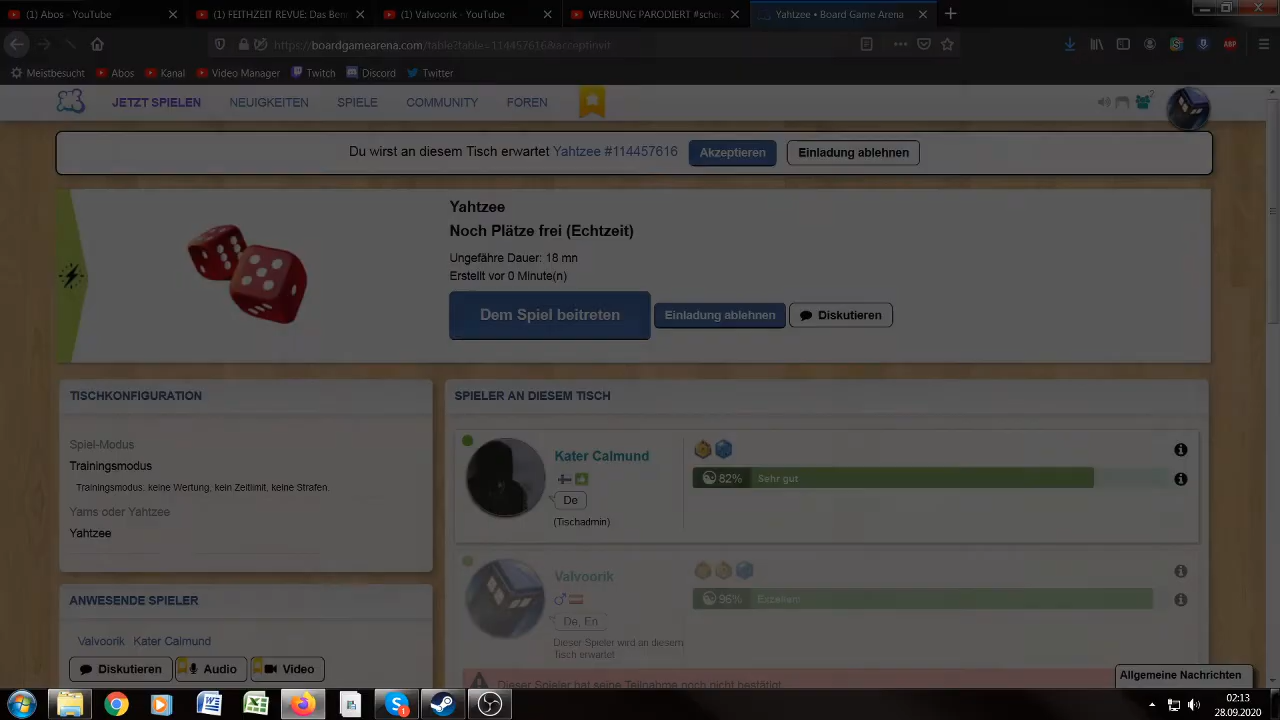 (1) Abos - YouTube
(1) FEITHZEIT REVUE: Das Ber
(1) Valvoorik - YouTube
WERBUNG PARODIERT #scho
Yahtzee • Board Game Arena
https://boardgamearena.com/table?table=114457616&acceptinvit
Meistbesucht
Abos
Kanal
Video Manager
Twitch
Discord
Twitter
ABP
JETZT SPIELEN
NEUIGKEITEN
SPIELE
COMMUNITY
FOREN
2
Du wirst an diesem Tisch erwartet Yahtzee #114457616
Akzeptieren
Einladung ablehnen
Yahtzee
Noch Plätze frei (Echtzeit)
Ungefähre Dauer: 18 mn
Erstellt vor 0 Minute(n)
Dem Spiel beitreten
Einladung ablehnen
Diskutieren
TISCHKONFIGURATION
Spiel-Modus
Trainingsmodus
Trainingsmodus: keine Wertung, kein Zeitlimit, keine Strafen.
Yams oder Yahtzee
Yahtzee
ANWESENDE SPIELER
Valvoorik Kater Calmund
Diskutieren
Audio
Video
SPIELER AN DIESEM TISCH
Kater Calmund
De
(Tischadmin)
82% Sehr gut
Valvoorik
De, En
Dieser Spieler wird an diesem
Tisch erwartet
96% Exzellent
Dieser Spieler hat seine Teilnahme noch nicht bestätigt
Allgemeine Nachrichten
02:13
28.09.2020